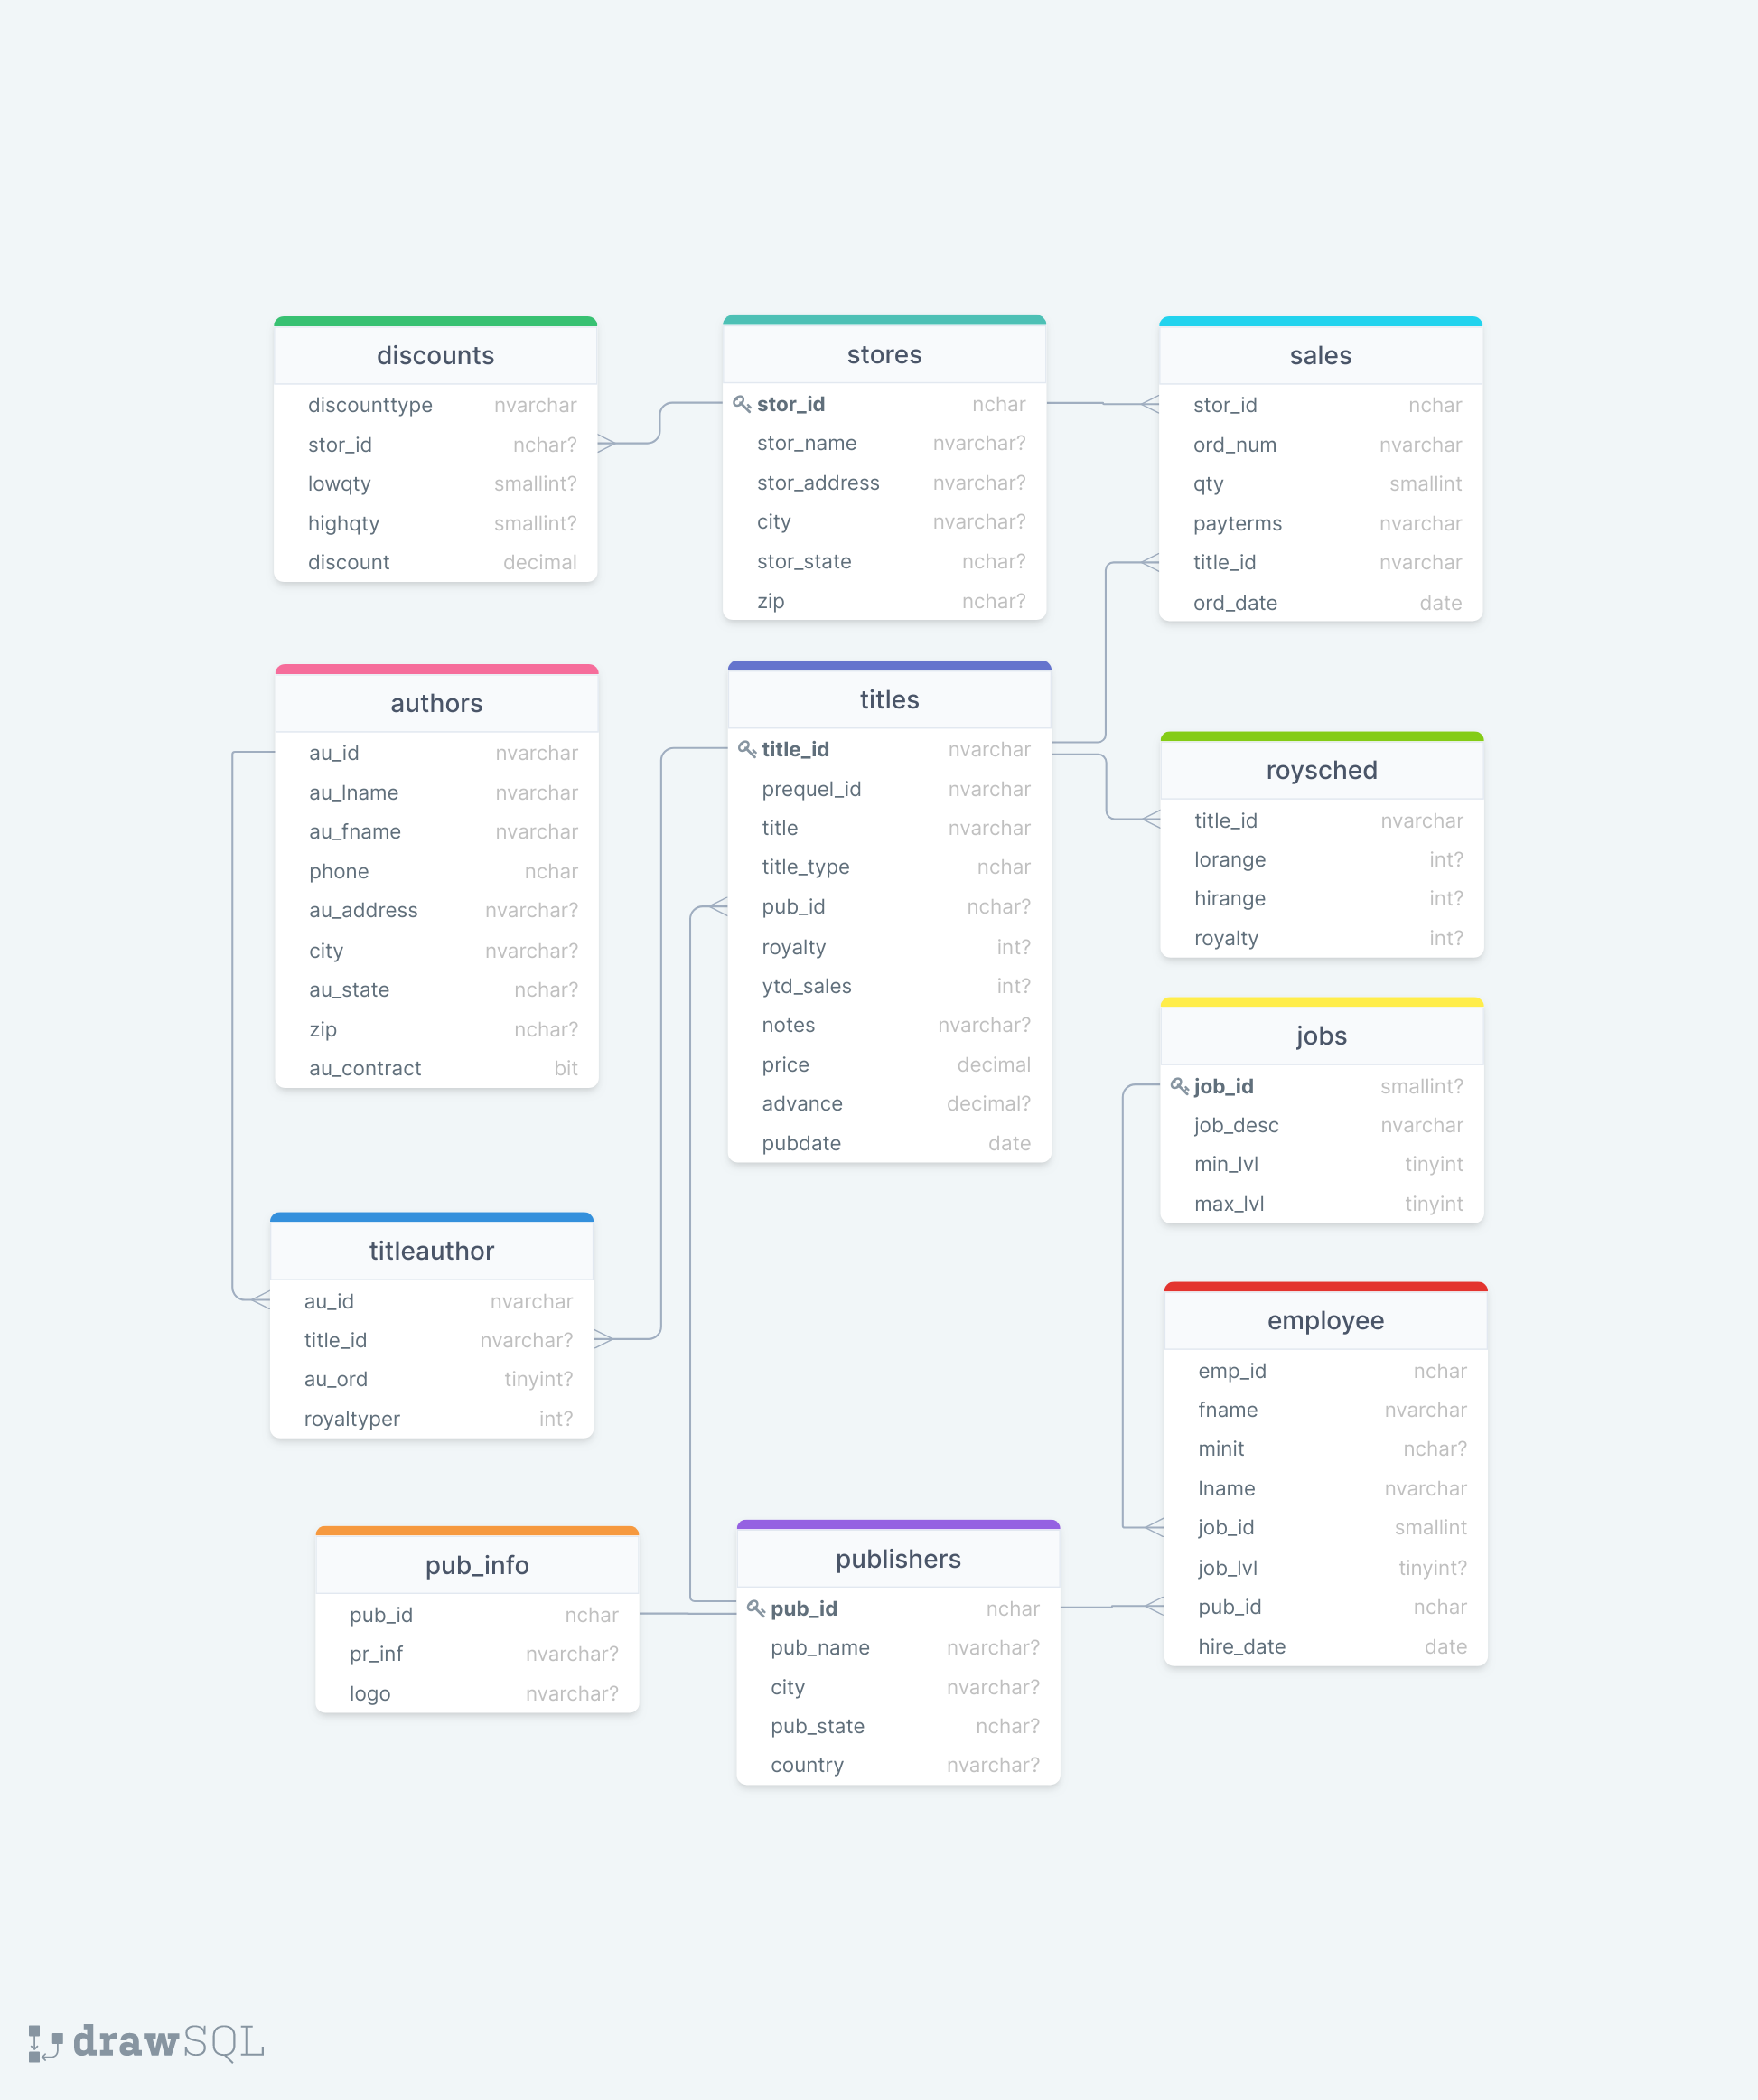 discounts
discounttype nvarchar
stor_id nchar?
lowqty smallint?
highqty smallint?
discount decimal
stores
stor_id nchar
stor_name nvarchar?
stor_address nvarchar?
city nvarchar?
stor_state nchar?
zip nchar?
sales
stor_id nchar
ord_num nvarchar
qty smallint
payterms nvarchar
title_id nvarchar
ord_date date
authors
au_id nvarchar
au_lname nvarchar
au_fname nvarchar
phone nchar
au_address nvarchar?
city nvarchar?
au_state nchar?
zip nchar?
au_contract bit
titles
title_id nvarchar
prequel_id nvarchar
title nvarchar
title_type nchar
pub_id nchar?
royalty int?
ytd_sales int?
notes nvarchar?
price decimal
advance decimal?
pubdate date
roysched
title_id nvarchar
lorange int?
hirange int?
royalty int?
jobs
job_id smallint?
job_desc nvarchar
min_lvl tinyint
max_lvl tinyint
titleauthor
au_id nvarchar
title_id nvarchar?
au_ord tinyint?
royaltyper int?
employee
emp_id nchar
fname nvarchar
minit nchar?
lname nvarchar
job_id smallint
job_lvl tinyint?
pub_id nchar
hire_date date
pub_info
pub_id nchar
pr_inf nvarchar?
logo nvarchar?
publishers
pub_id nchar
pub_name nvarchar?
city nvarchar?
pub_state nchar?
country nvarchar?
drawSQL